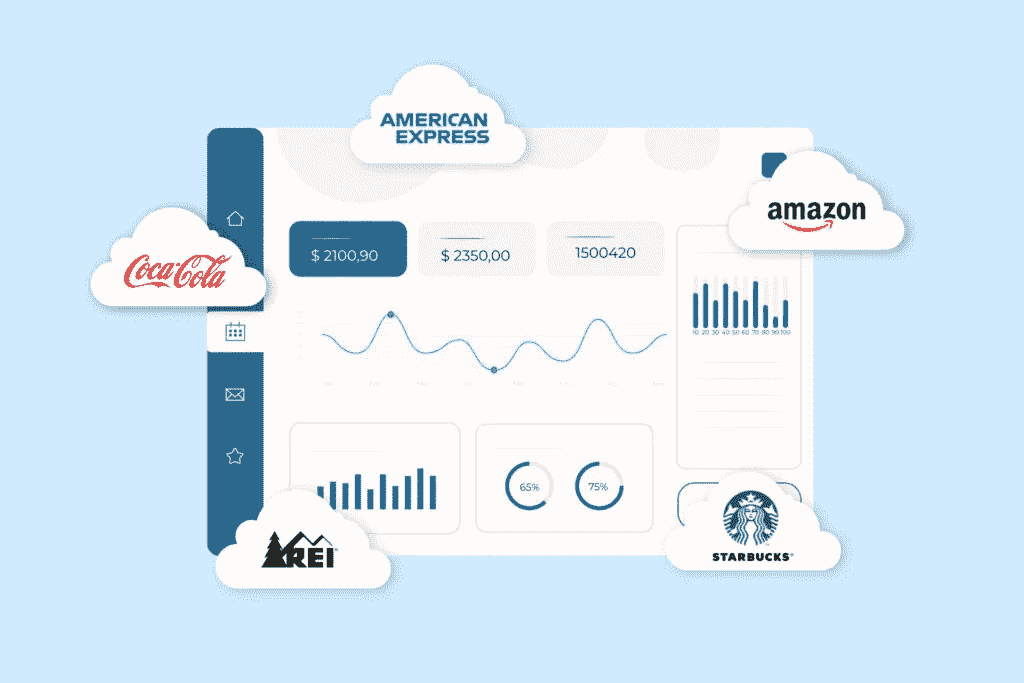 AMERICAN
EXPRESS
amazon
Coca-Cola
$ 2100,90
$ 2350,00
1500420
10 20 30 40 50 60 70 80 90 100
65%
75%
REI
STARBUCKS®